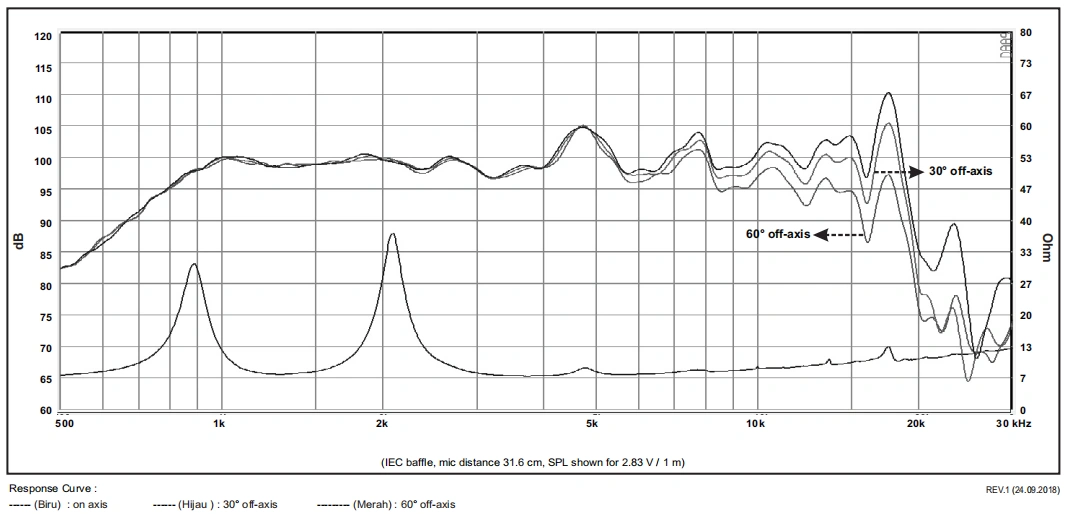 120 80
115 73
DAAS
110 67
105 60
100 53
30° off-axis
95 47
90 40
60° off-axis
dB Ohm
85 33
80 27
75 20
70 13
65 7
60 0
500 1k 2k 5k 10k 20k 30 kHz
(IEC baffle, mic distance 31.6 cm, SPL shown for 2.83 V / 1 m)
Response Curve :
REV.1 (24.09.2018)
------ (Biru) : on axis ------ (Hijau ) : 30° off-axis --------- (Merah) : 60° off-axis